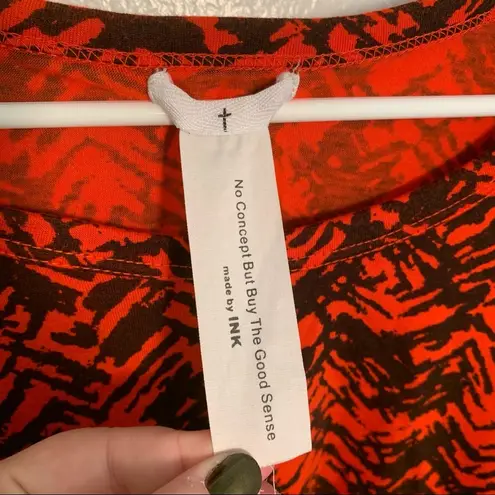 No Concept But Buy The Good Sense
made by INK